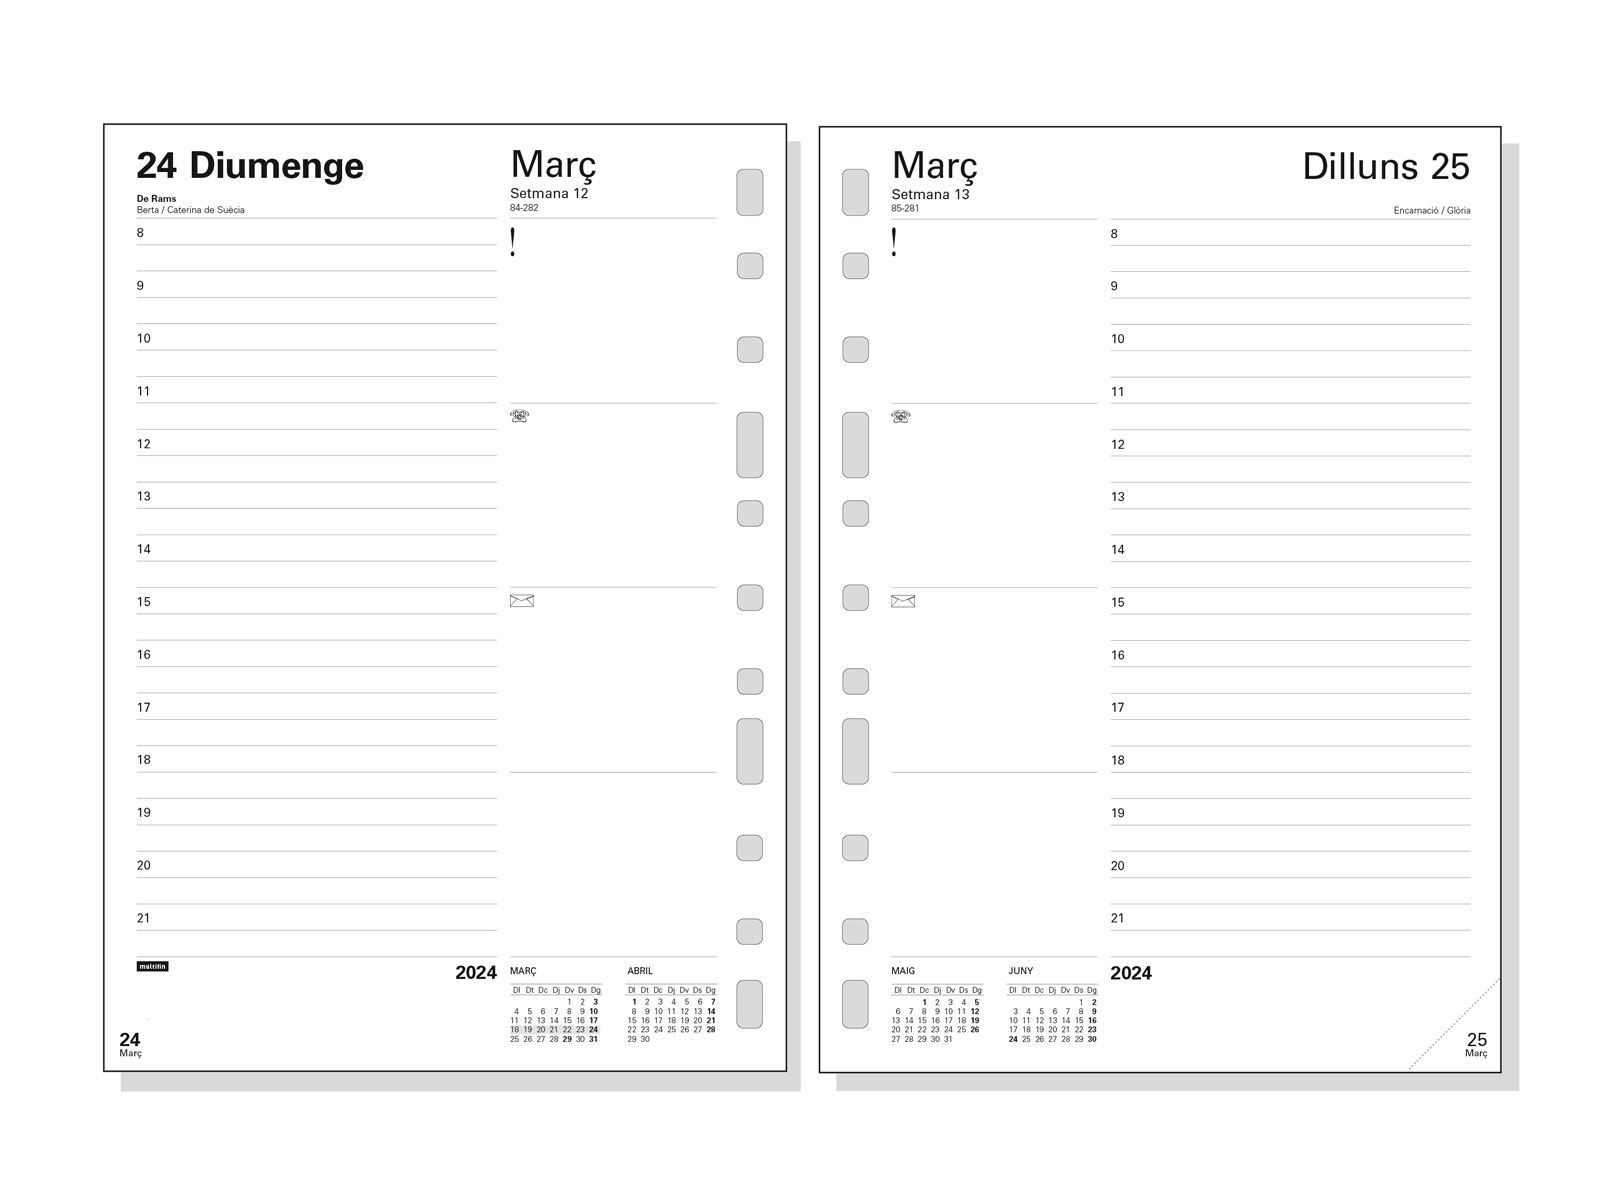 24 Diumenge
De Rams
Berta / Caterina de Suècia
Març
Setmana 12
84-282
!
8
9
10
11
12
13
14
15
16
17
18
19
20
21
multifin
2024
24
Març
MARÇ
Dl Dt Dc Dj Dv Ds Dg
1 2 3
4 5 6 7 8 9 10
11 12 13 14 15 16 17
18 19 20 21 22 23 24
25 26 27 28 29 30 31
ABRIL
Dl Dt Dc Dj Dv Ds Dg
1 2 3 4 5 6 7
8 9 10 11 12 13 14
15 16 17 18 19 20 21
22 23 24 25 26 27 28
29 30
Març
Setmana 13
85-281
!
Dilluns 25
Encarnació / Glòria
8
9
10
11
12
13
14
15
16
17
18
19
20
21
MAIG
Dl Dt Dc Dj Dv Ds Dg
1 2 3 4 5
6 7 8 9 10 11 12
13 14 15 16 17 18 19
20 21 22 23 24 25 26
27 28 29 30 31
JUNY
Dl Dt Dc Dj Dv Ds Dg
1 2
3 4 5 6 7 8 9
10 11 12 13 14 15 16
17 18 19 20 21 22 23
24 25 26 27 28 29 30
2024
25
Març